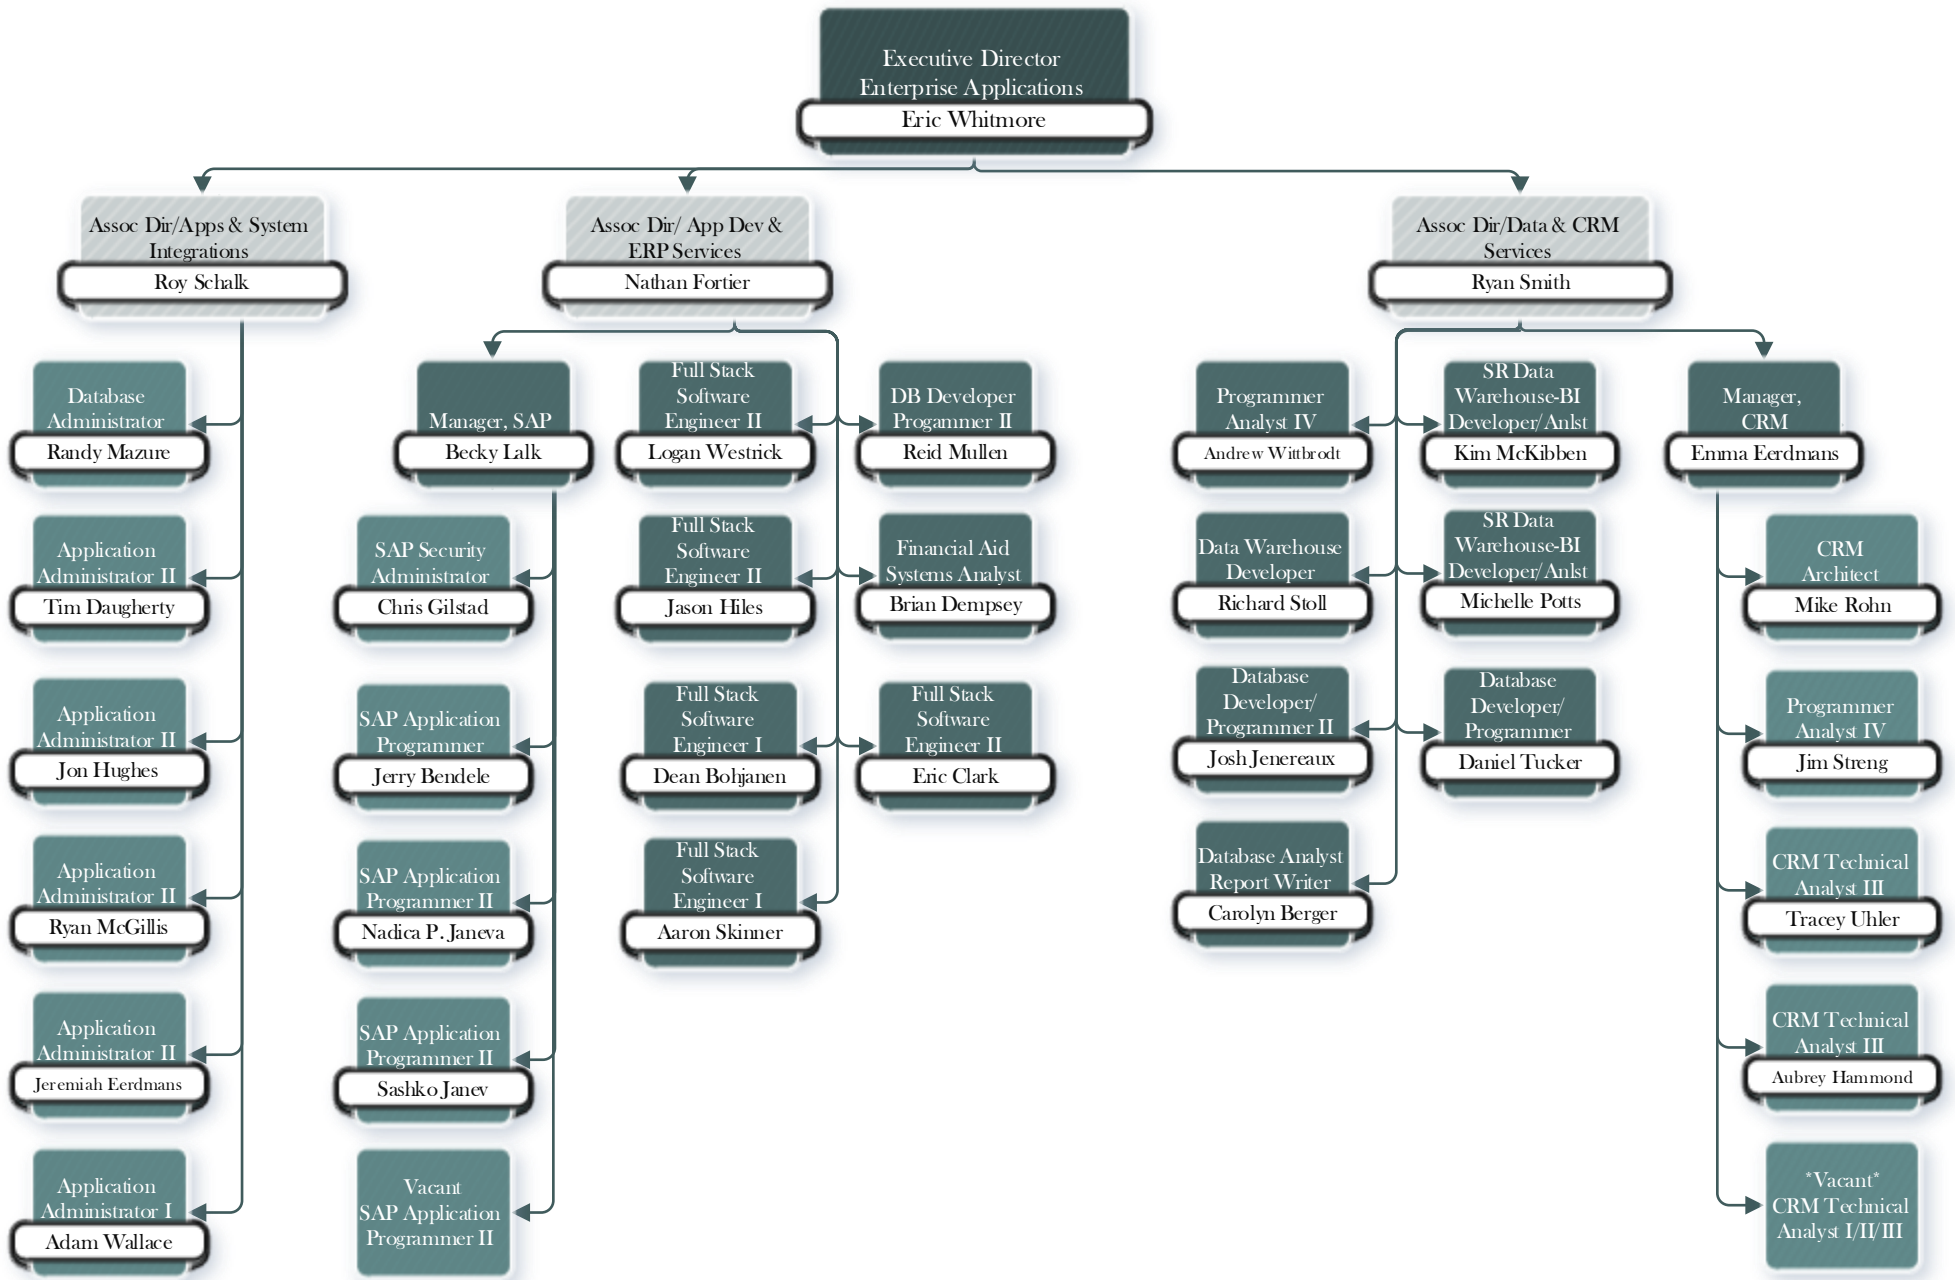 Executive Director
Enterprise Applications
Eric Whitmore
Assoc Dir/Apps & System
Integrations
Roy Schalk
Assoc Dir/ App Dev &
ERP Services
Nathan Fortier
Assoc Dir/Data & CRM
Services
Ryan Smith
Database
Administrator
Randy Mazure
Application
Administrator II
Tim Daugherty
Application
Administrator II
Jon Hughes
Application
Administrator II
Ryan McGillis
Application
Administrator II
Jeremiah Eerdmans
Application
Administrator I
Adam Wallace
Manager, SAP
Becky Lalk
SAP Security
Administrator
Chris Gilstad
SAP Application
Programmer
Jerry Bendele
SAP Application
Programmer II
Nadica P. Janeva
SAP Application
Programmer II
Sashko Janev
Vacant
SAP Application
Programmer II
Full Stack
Software
Engineer II
Logan Westrick
Full Stack
Software
Engineer II
Jason Hiles
Full Stack
Software
Engineer I
Dean Bohjanen
Full Stack
Software
Engineer I
Aaron Skinner
DB Developer
Progammer II
Reid Mullen
Financial Aid
Systems Analyst
Brian Dempsey
Full Stack
Software
Engineer II
Eric Clark
Programmer
Analyst IV
Andrew Wittbrodt
Data Warehouse
Developer
Richard Stoll
Database
Developer/
Programmer II
Josh Jenereaux
Database Analyst
Report Writer
Carolyn Berger
SR Data
Warehouse-BI
Developer/Anlst
Kim McKibben
SR Data
Warehouse-BI
Developer/Anlst
Michelle Potts
Database
Developer/
Programmer
Daniel Tucker
Manager,
CRM
Emma Eerdmans
CRM
Architect
Mike Rohn
Programmer
Analyst IV
Jim Streng
CRM Technical
Analyst III
Tracey Uhler
CRM Technical
Analyst III
Aubrey Hammond
*Vacant*
CRM Technical
Analyst I/II/III